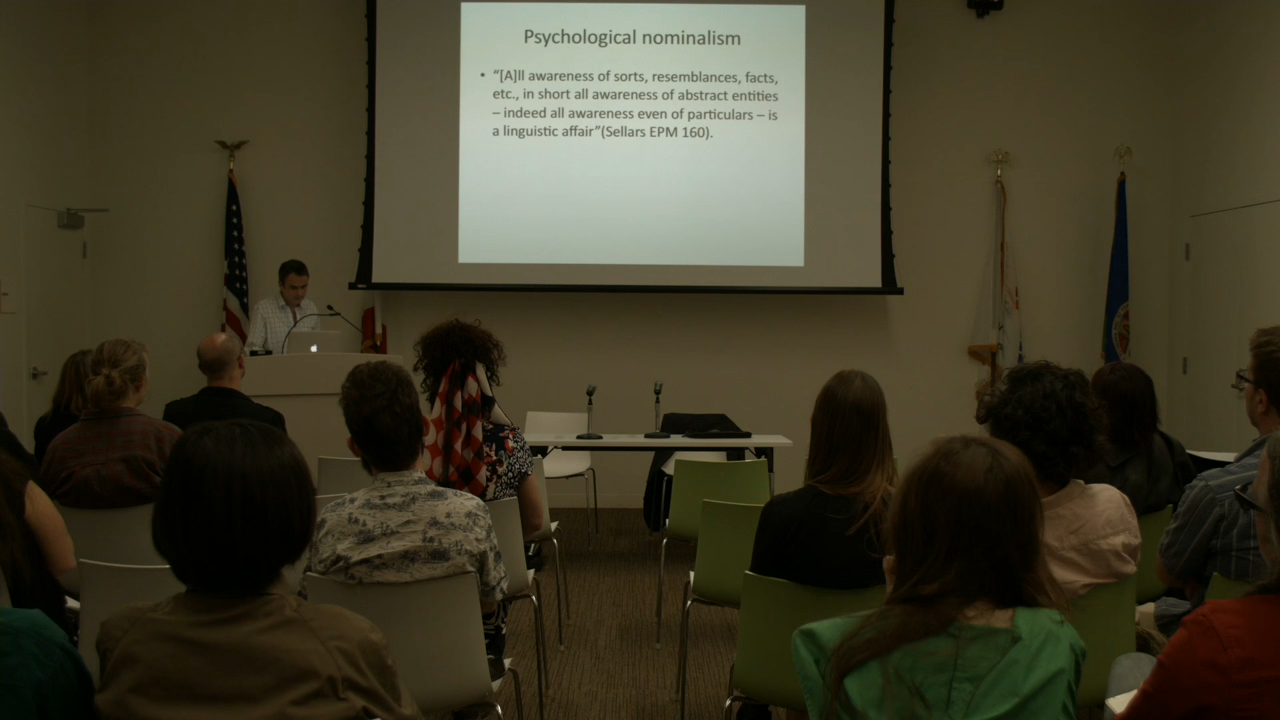 Psychological nominalism
• “[A]ll awareness of sorts, resemblances, facts,
etc., in short all awareness of abstract entities
– indeed all awareness even of particulars – is
a linguistic affair”(Sellars EPM 160).